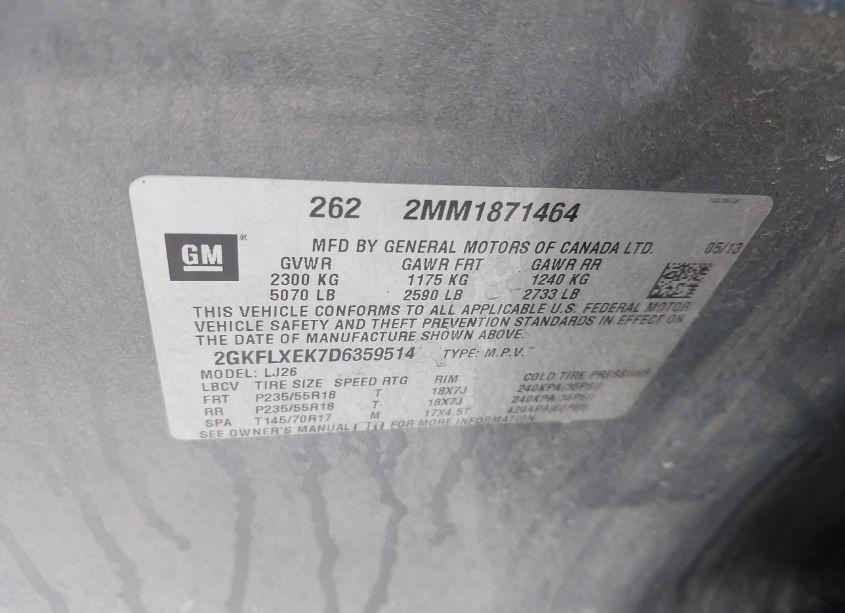 262 2MM1871464
GM ®
MFD BY GENERAL MOTORS OF CANADA LTD. 05/13
GVWR GAWR FRT GAWR RR
2300 KG 1175 KG 1240 KG
5070 LB 2590 LB 2733 LB
THIS VEHICLE CONFORMS TO ALL APPLICABLE U.S. FEDERAL MOTOR
VEHICLE SAFETY AND THEFT PREVENTION STANDARDS IN EFFECT ON
THE DATE OF MANUFACTURE SHOWN ABOVE.
2GKFLXEK7D6359514 TYPE: M.P.V.
MODEL: LJ26
LBCV TIRE SIZE SPEED RTG RIM COLD TIRE PRESSURE
FRT P235/55R18 T 18X7J 240KPA(35PSI)
RR P235/55R18 T 18X7J 240KPA(35PSI)
SPA T145/70R17 M 17X4.5T 420KPA(60PSI)
SEE OWNER'S MANUAL FOR MORE INFORMATION